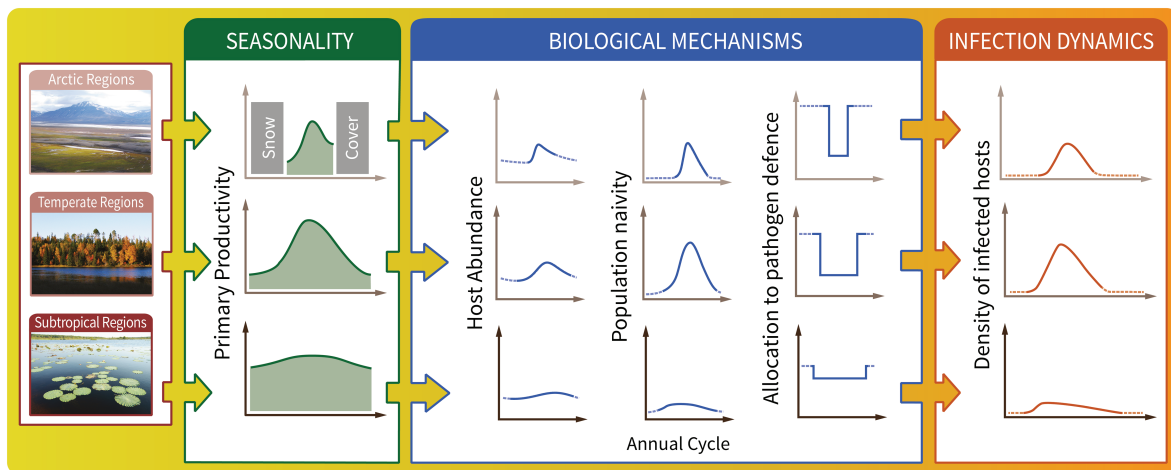 SEASONALITY
BIOLOGICAL MECHANISMS
INFECTION DYNAMICS
Arctic Regions
Temperate Regions
Subtropical Regions
Primary Productivity
Snow
Cover
Host Abundance
Population naivity
Allocation to pathogen defence
Annual Cycle
Density of infected hosts